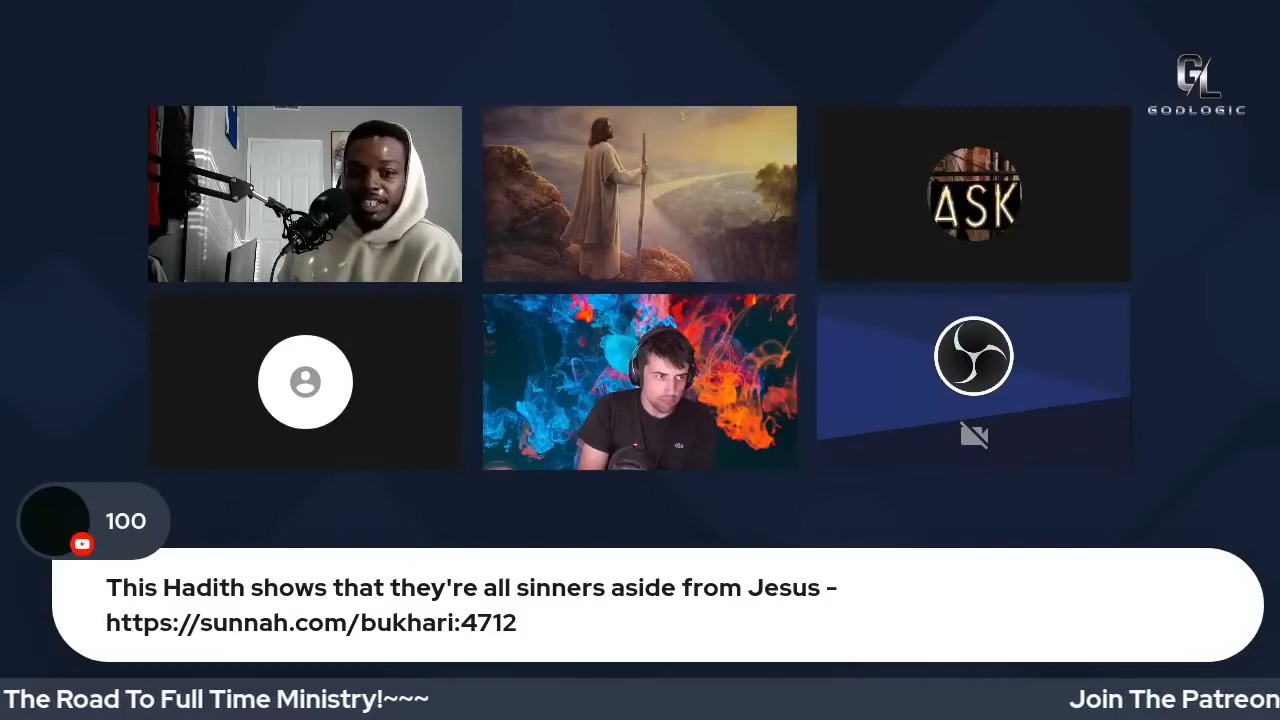 GL
GODLOGIC
ASK
100
This Hadith shows that they're all sinners aside from Jesus -
https://sunnah.com/bukhari:4712
The Road To Full Time Ministry!~~~
Join The Patreon